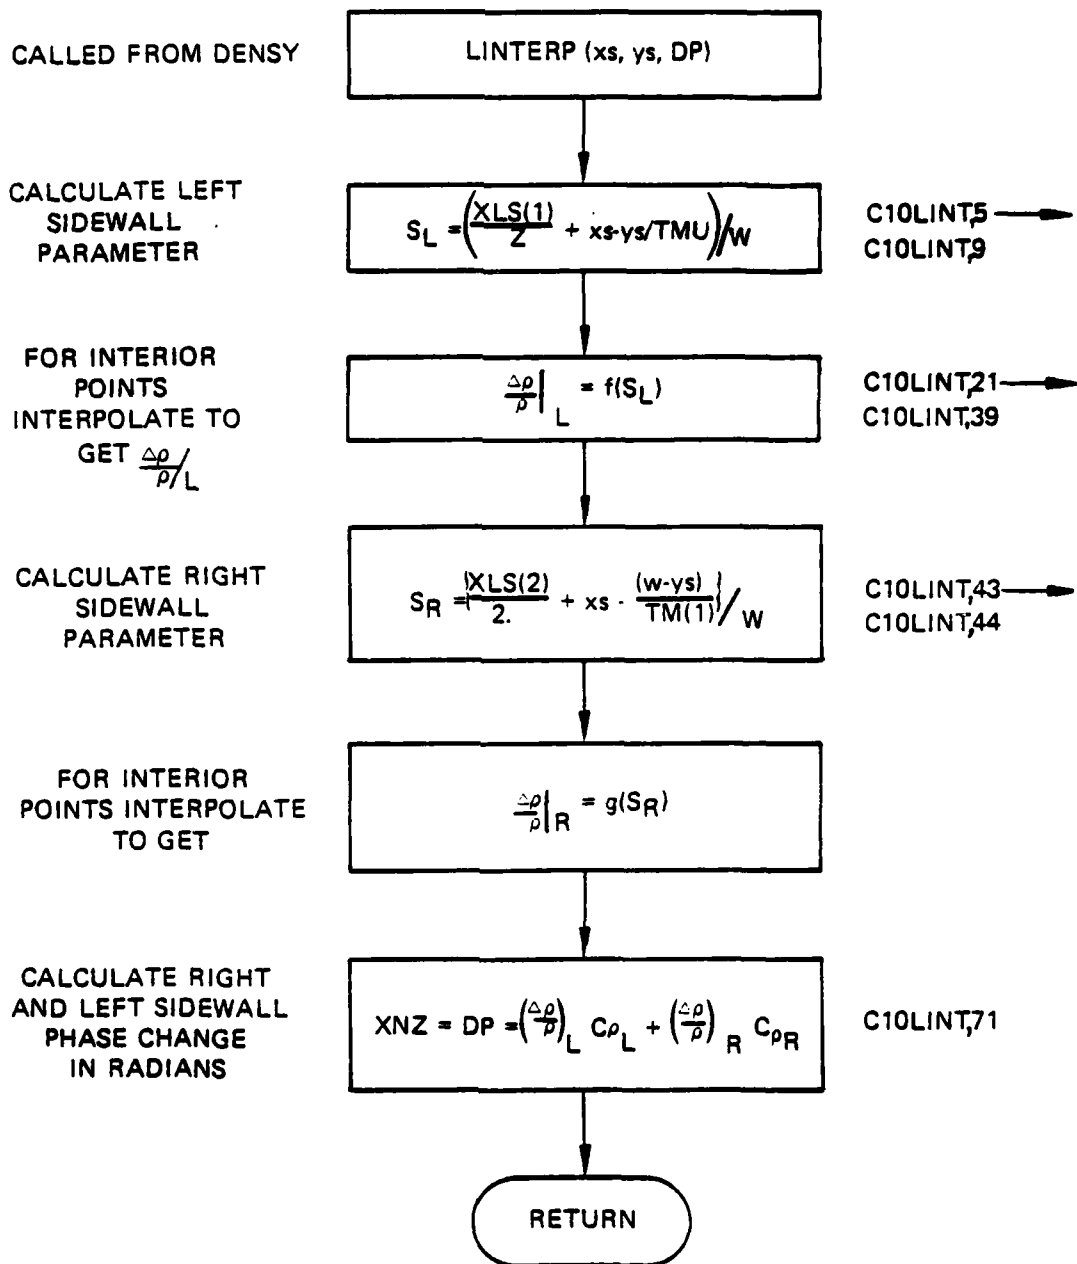 CALLED FROM DENSY
LINTERP (xs, ys, DP)
CALCULATE LEFT
SIDEWALL
PARAMETER
S_L = (XLS(1)/Z + xs-ys/TMU)/W
C10LINT,5
C10LINT,9
FOR INTERIOR
POINTS
INTERPOLATE TO
GET Δρ/ρ/L
Δρ/ρ|_L = f(S_L)
C10LINT,21
C10LINT,39
CALCULATE RIGHT
SIDEWALL
PARAMETER
S_R = {XLS(2)/2. + xs - (w-ys)/TM(1)}/W
C10LINT,43
C10LINT,44
FOR INTERIOR
POINTS INTERPOLATE
TO GET
Δρ/ρ|_R = g(S_R)
CALCULATE RIGHT
AND LEFT SIDEWALL
PHASE CHANGE
IN RADIANS
XNZ = DP = (Δρ/ρ)_L Cρ_L + (Δρ/ρ)_R Cρ_R
C10LINT,71
RETURN